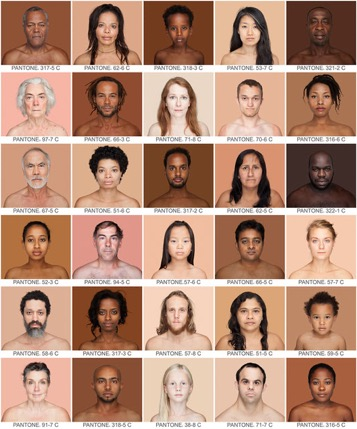 PANTONE. 317-5 C
PANTONE. 62-6 C
PANTONE. 318-3 C
PANTONE. 53-7 C
PANTONE. 321-2 C
PANTONE. 97-7 C
PANTONE. 66-3 C
PANTONE. 71-8 C
PANTONE. 70-6 C
PANTONE. 316-6 C
PANTONE. 67-5 C
PANTONE. 51-6 C
PANTONE. 317-2 C
PANTONE. 62-5 C
PANTONE. 322-1 C
PANTONE. 52-3 C
PANTONE. 94-5 C
PANTONE. 57-6 C
PANTONE. 66-5 C
PANTONE. 57-7 C
PANTONE. 58-6 C
PANTONE. 317-3 C
PANTONE. 57-8 C
PANTONE. 51-5 C
PANTONE. 59-5 C
PANTONE. 91-7 C
PANTONE. 318-5 C
PANTONE. 38-8 C
PANTONE. 71-7 C
PANTONE. 316-5 C